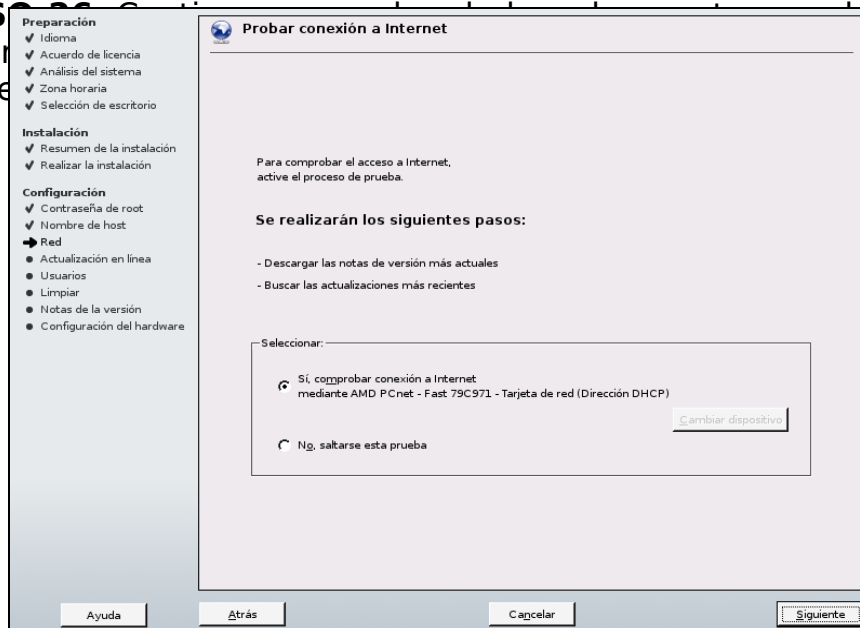 Preparación
Idioma
Acuerdo de licencia
Análisis del sistema
Zona horaria
Selección de escritorio
Instalación
Resumen de la instalación
Realizar la instalación
Configuración
Contraseña de root
Nombre de host
Red
Actualización en línea
Usuarios
Limpiar
Notas de la versión
Configuración del hardware
Probar conexión a Internet
Para comprobar el acceso a Internet,
active el proceso de prueba.
Se realizarán los siguientes pasos:
- Descargar las notas de versión más actuales
- Buscar las actualizaciones más recientes
Seleccionar:
Sí, comprobar conexión a Internet
mediante AMD PCnet - Fast 79C971 - Tarjeta de red (Dirección DHCP)
Cambiar dispositivo
No, saltarse esta prueba
Ayuda
Atrás
Cancelar
Siguiente